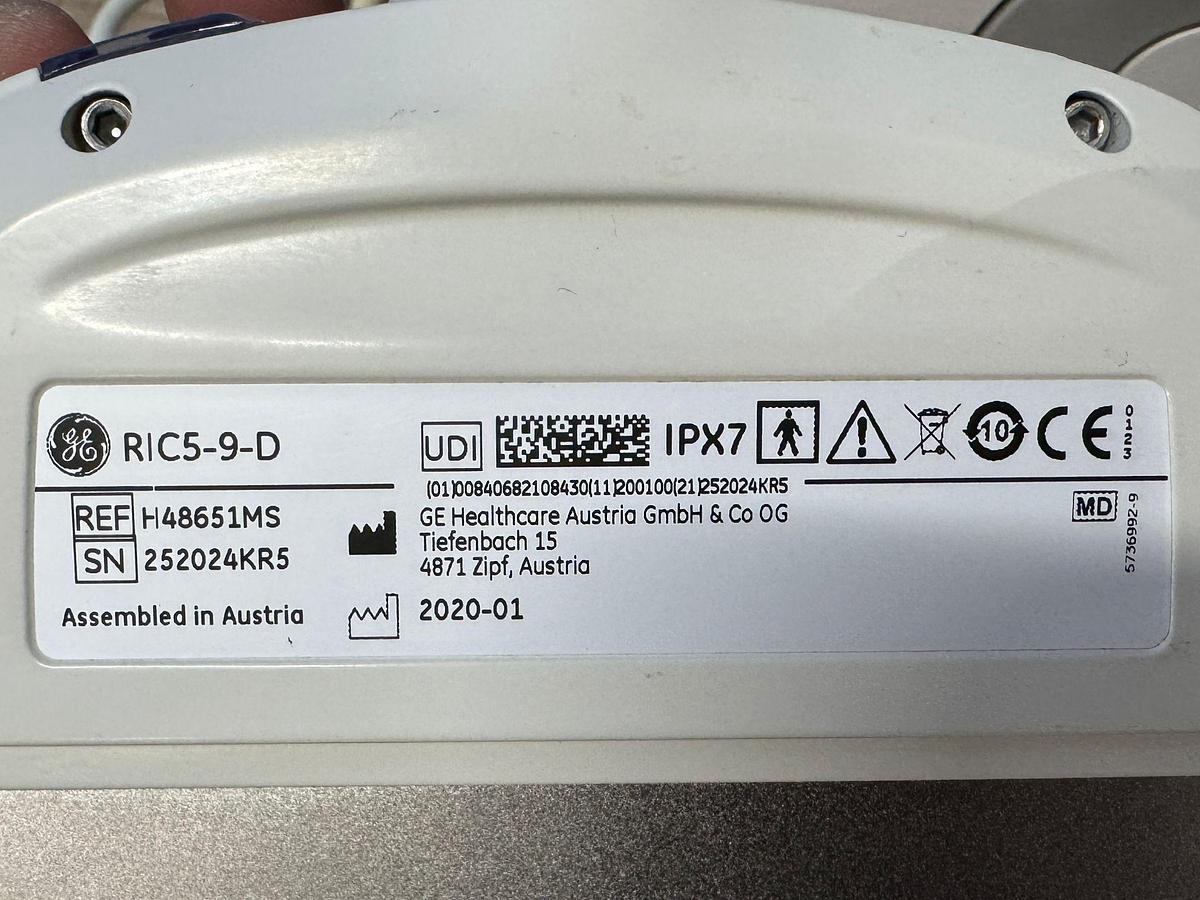 GE RIC5-9-D
UDI
IPX7
10
CE 0123
(01)00840682108430(11)200100(21)252024KR5
REF H48651MS
SN 252024KR5
Assembled in Austria
GE Healthcare Austria GmbH & Co OG
Tiefenbach 15
4871 Zipf, Austria
2020-01
MD
5736992-9